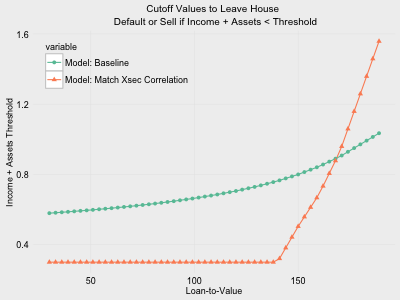 Cutoff Values to Leave House
Default or Sell if Income + Assets < Threshold
variable
Model: Baseline
Model: Match Xsec Correlation
1.6
1.2
0.8
0.4
Income + Assets Threshold
50
100
150
Loan-to-Value